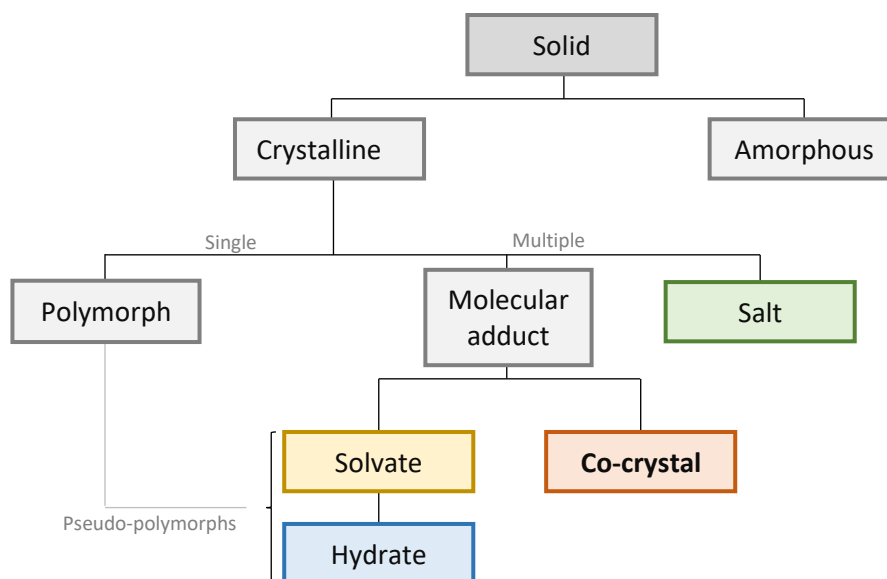 Solid
Crystalline
Amorphous
Single
Multiple
Polymorph
Molecular
adduct
Salt
Solvate
Co-crystal
Pseudo-polymorphs
Hydrate